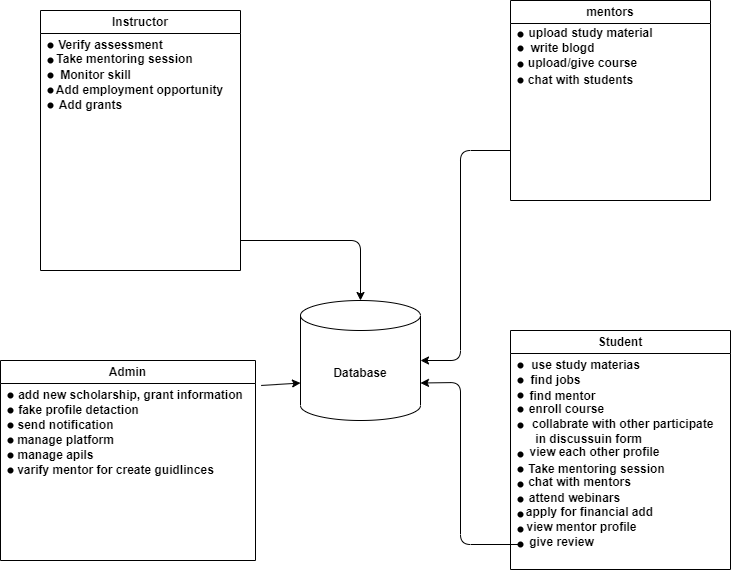 Instructor
Verify assessment
Take mentoring session
Monitor skill
Add employment opportunity
Add grants
mentors
upload study material
write blogd
upload/give course
chat with students
Database
Admin
add new scholarship, grant information
fake profile detaction
send notification
manage platform
manage apils
varify mentor for create guidlinces
Student
use study materias
find jobs
find mentor
enroll course
collabrate with other participate
in discussuin form
view each other profile
Take mentoring session
chat with mentors
attend webinars
apply for financial add
view mentor profile
give review